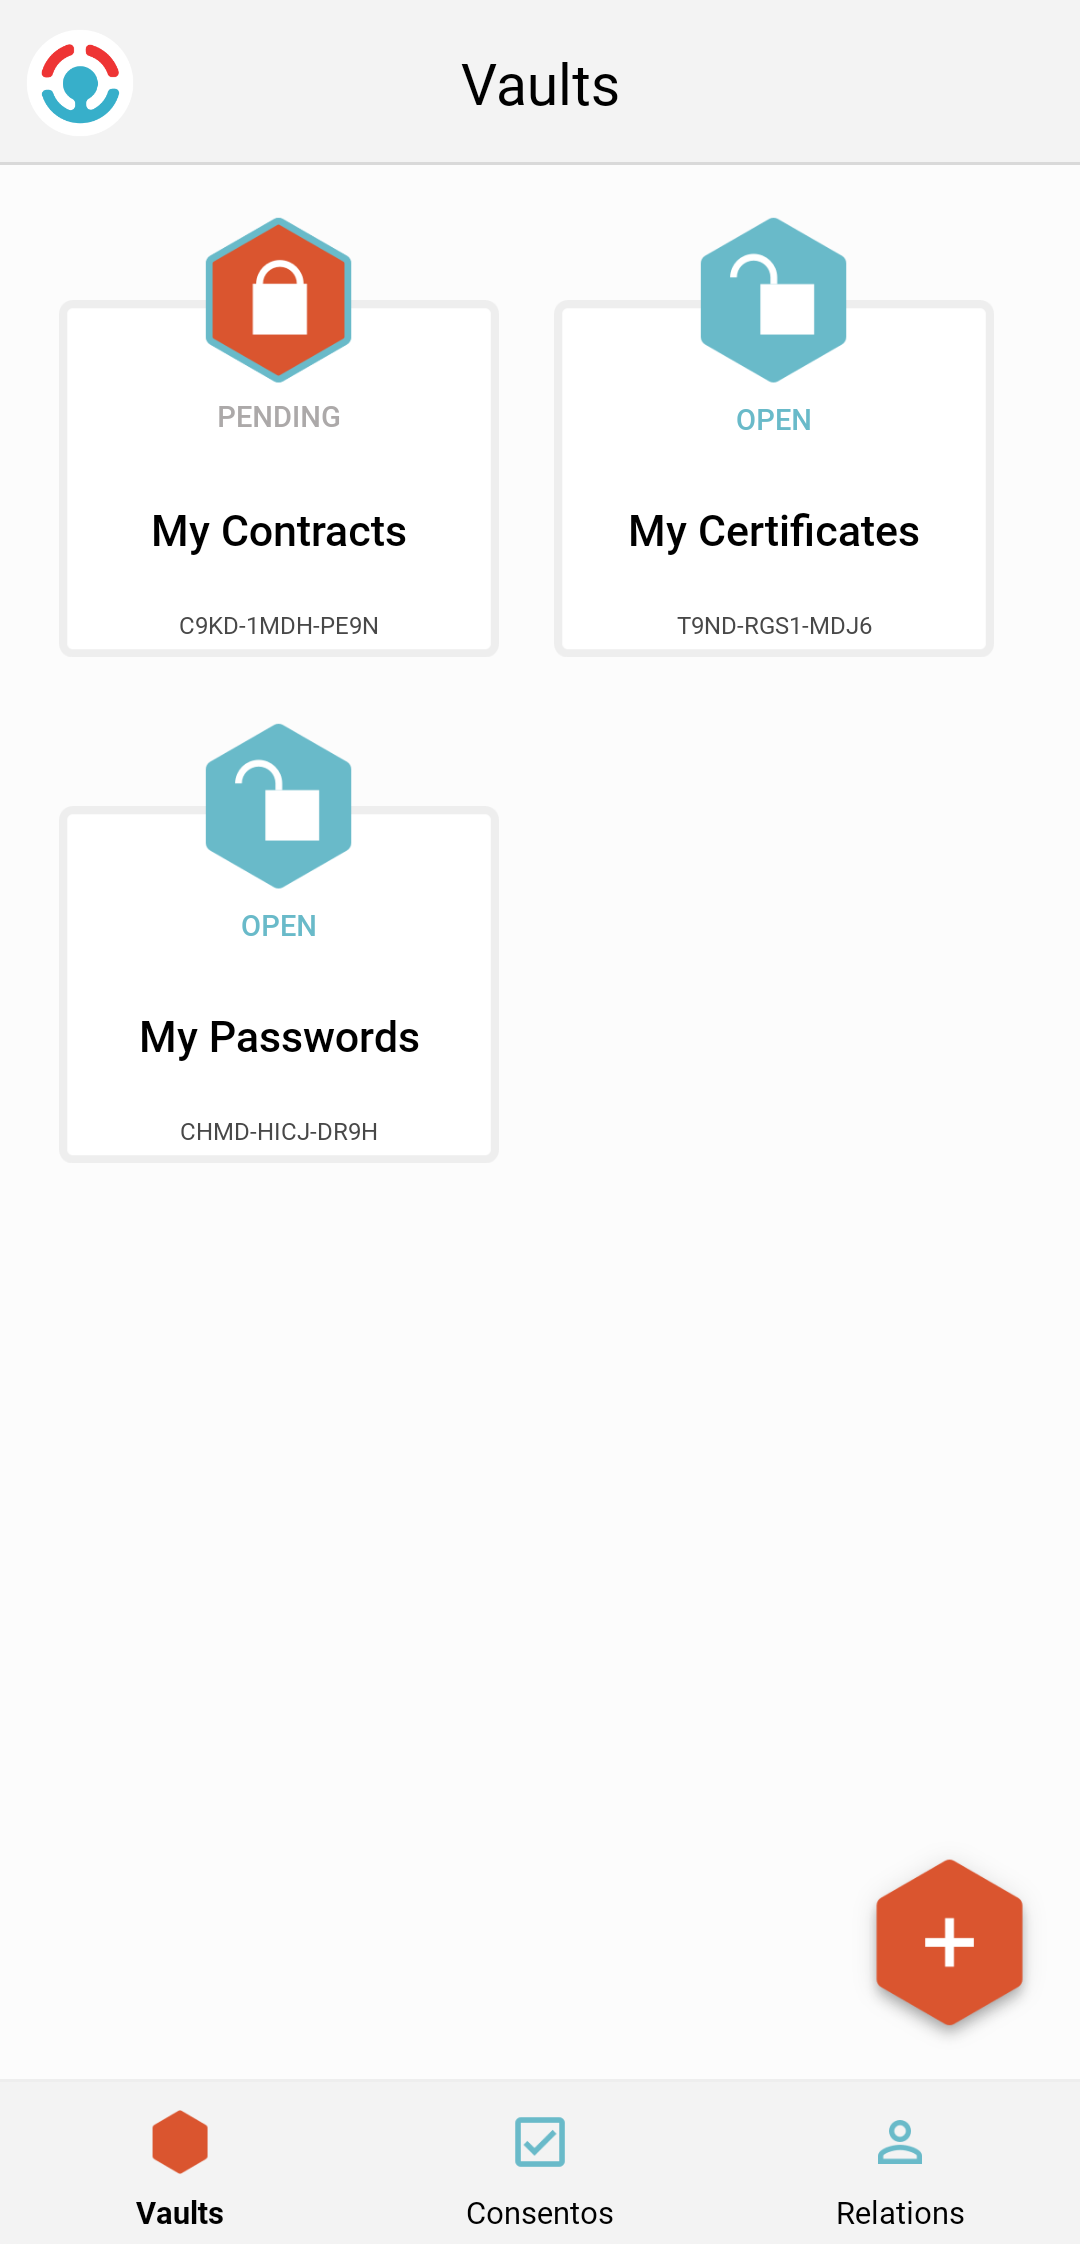 Vaults
PENDING
My Contracts
C9KD-1MDH-PE9N
OPEN
My Certificates
T9ND-RGS1-MDJ6
OPEN
My Passwords
CHMD-HICJ-DR9H
Vaults
Consentos
Relations